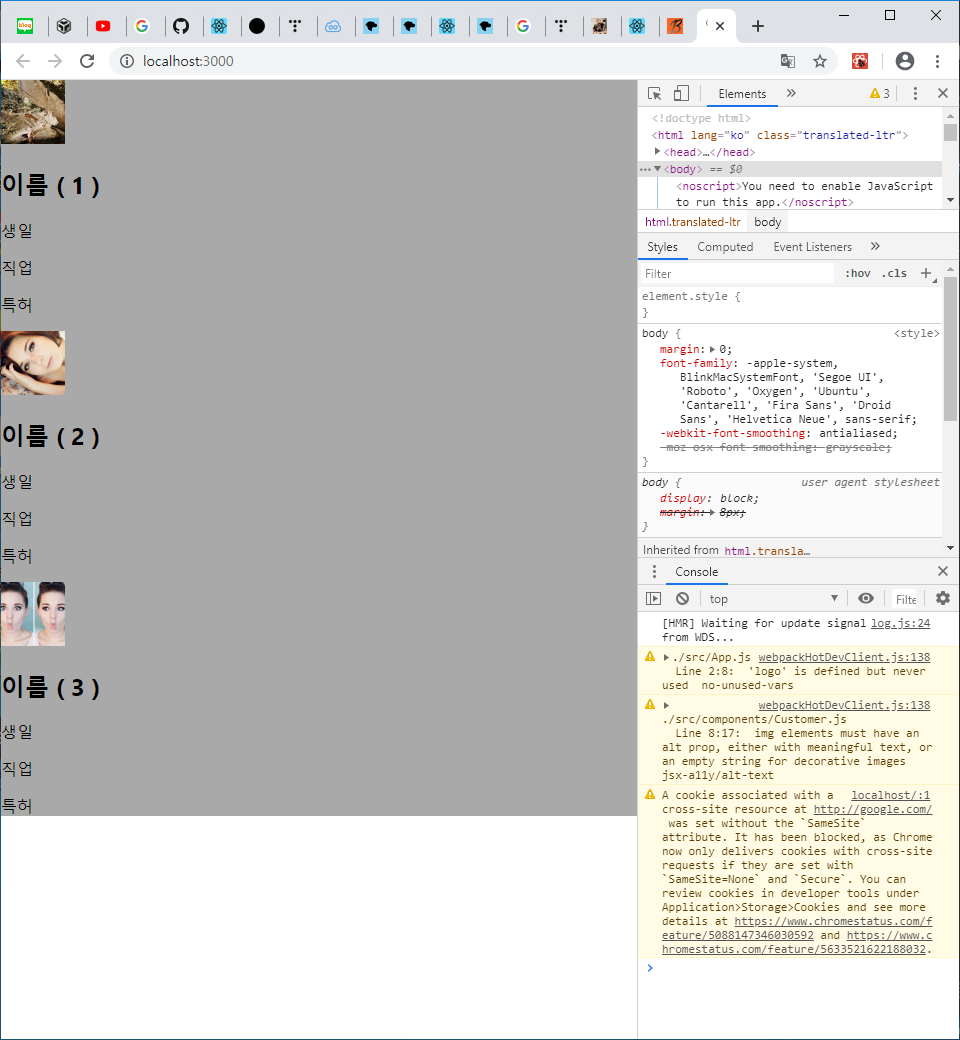 blog
localhost:3000
이름 ( 1 )
생일
직업
특허
이름 ( 2 )
생일
직업
특허
이름 ( 3 )
생일
직업
특허
Elements
3
<!doctype html>
<html lang="ko" class="translated-ltr">
<head>…</head>
<body> == $0
<noscript>You need to enable JavaScript
to run this app.</noscript>
html.translated-ltr body
Styles Computed Event Listeners
Filter :hov .cls
element.style {
}
body { <style>
margin: 0;
font-family: -apple-system,
BlinkMacSystemFont, 'Segoe UI',
'Roboto', 'Oxygen', 'Ubuntu',
'Cantarell', 'Fira Sans', 'Droid
Sans', 'Helvetica Neue', sans-serif;
-webkit-font-smoothing: antialiased;
-moz-osx-font-smoothing: grayscale;
}
body { user agent stylesheet
display: block;
margin: 8px;
}
Inherited from html.transla…
Console
top Filte
[HMR] Waiting for update signal log.js:24
from WDS...
./src/App.js webpackHotDevClient.js:138
Line 2:8: 'logo' is defined but never
used no-unused-vars
webpackHotDevClient.js:138
./src/components/Customer.js
Line 8:17: img elements must have an
alt prop, either with meaningful text, or
an empty string for decorative images
jsx-a11y/alt-text
A cookie associated with a localhost/:1
cross-site resource at http://google.com/
was set without the `SameSite`
attribute. It has been blocked, as Chrome
now only delivers cookies with cross-site
requests if they are set with
`SameSite=None` and `Secure`. You can
review cookies in developer tools under
Application>Storage>Cookies and see more
details at https://www.chromestatus.com/f
eature/5088147346030592 and https://www.c
hromestatus.com/feature/5633521622188032.